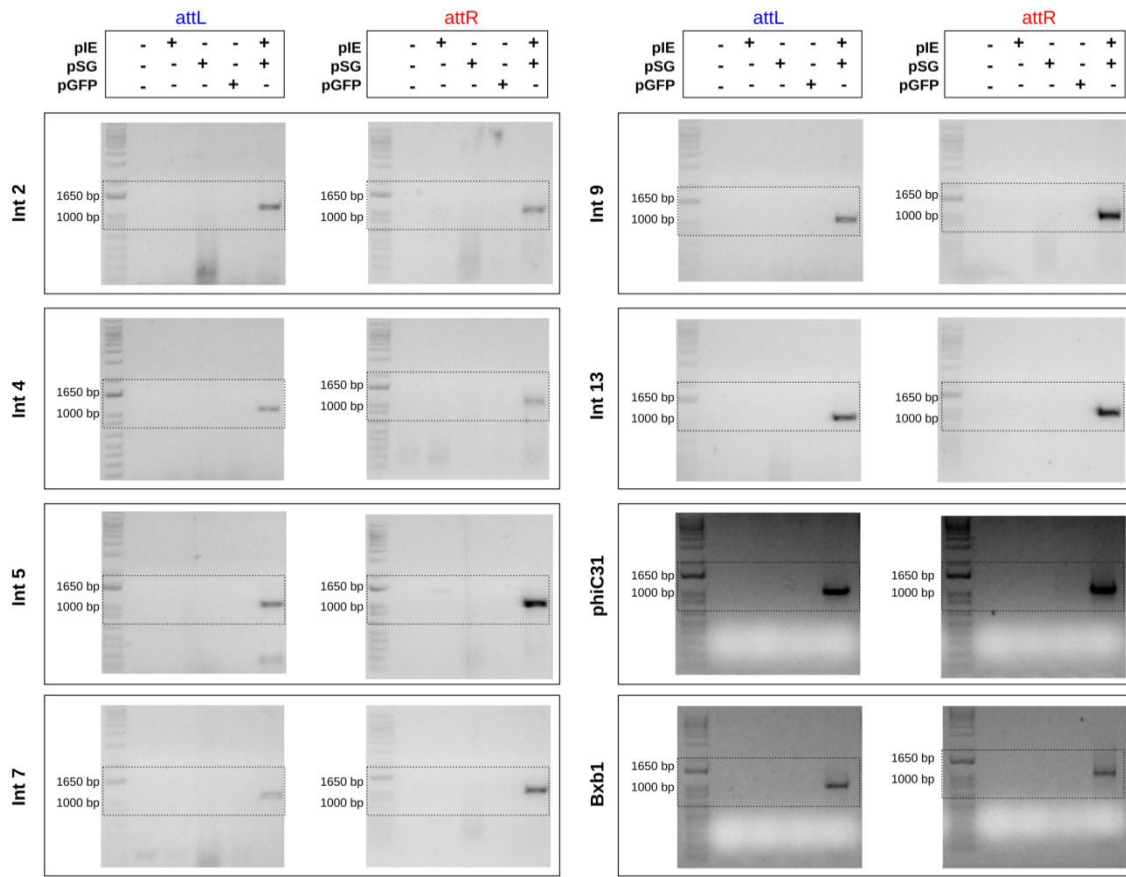 attL attR attL attR
pIE - + - - + pIE - + - - + pIE - + - - + pIE - + - - +
pSG - - + - + pSG - - + - + pSG - - + - + pSG - - + - +
pGFP - - - + - pGFP - - - + - pGFP - - - + - pGFP - - - + -
Int 2
1650 bp
1000 bp
1650 bp
1000 bp
Int 9
1650 bp
1000 bp
1650 bp
1000 bp
Int 4
1650 bp
1000 bp
1650 bp
1000 bp
Int 13
1650 bp
1000 bp
1650 bp
1000 bp
Int 5
1650 bp
1000 bp
1650 bp
1000 bp
phiC31
1650 bp
1000 bp
1650 bp
1000 bp
Int 7
1650 bp
1000 bp
1650 bp
1000 bp
Bxb1
1650 bp
1000 bp
1650 bp
1000 bp